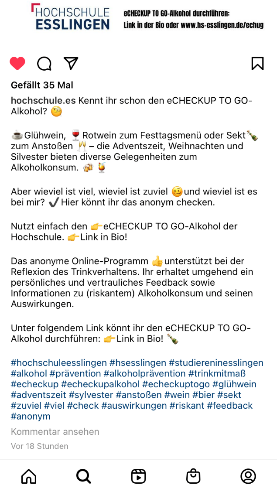 HOCHSCHULE
ESSLINGEN
eCHECKUP TO GO-Alkohol durchführen:
Link in der Bio oder www.hs-esslingen.de/echug
Gefällt 35 Mal
hochschule.es Kennt ihr schon den eCHECKUP TO GO-
Alkohol? 🧐
☕Glühwein, 🍷Rotwein zum Festtagsmenü oder Sekt🍾
zum Anstoßen 🥂 – die Adventszeit, Weihnachten und
Silvester bieten diverse Gelegenheiten zum
Alkoholkonsum. 🍻🍹
Aber wieviel ist viel, wieviel ist zuviel 🥴und wieviel ist es
bei mir? ✔️Hier könnt ihr das anonym checken.
Nutzt einfach den 👉eCHECKUP TO GO-Alkohol der
Hochschule. 👉Link in Bio!
Das anonyme Online-Programm 👍unterstützt bei der
Reflexion des Trinkverhaltens. Ihr erhaltet umgehend ein
persönliches und vertrauliches Feedback sowie
Informationen zu (riskantem) Alkoholkonsum und seinen
Auswirkungen.
Unter folgendem Link könnt ihr den eCHECKUP TO GO-
Alkohol durchführen: 👉Link in Bio! 🍾
#hochschuleesslingen #hsesslingen #studiereninesslingen
#alkohol #prävention #alkoholprävention #trinkmitmaß
#echeckup #echeckupalkohol #echeckuptogo #glühwein
#adventszeit #sylvester #anstoßen #wein #bier #sekt
#zuviel #viel #check #auswirkungen #riskant #feedback
#anonym
Kommentar ansehen
Vor 18 Stunden